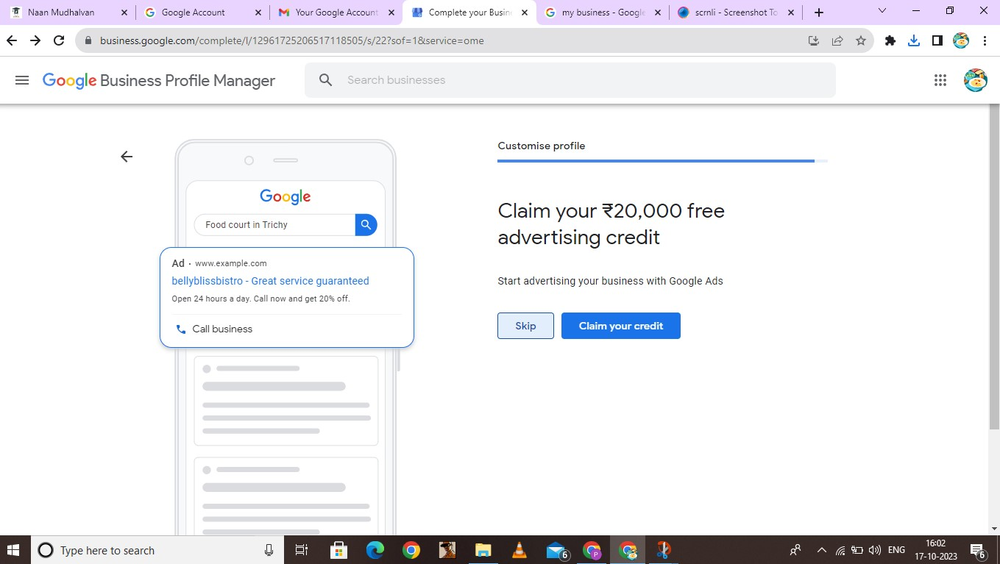 Naan Mudhalvan
Google Account
Your Google Account
Complete your Busin
my business - Google
scrnli - Screenshot To
business.google.com/complete/l/12961725206517118505/s/22?sof=1&service=ome
Google Business Profile Manager
Search businesses
Customise profile
Google
Food court in Trichy
Claim your ₹20,000 free
advertising credit
Ad · www.example.com
bellyblissbistro - Great service guaranteed
Open 24 hours a day. Call now and get 20% off.
Call business
Start advertising your business with Google Ads
Skip
Claim your credit
Type here to search
6
P
ENG
16:02
17-10-2023
6